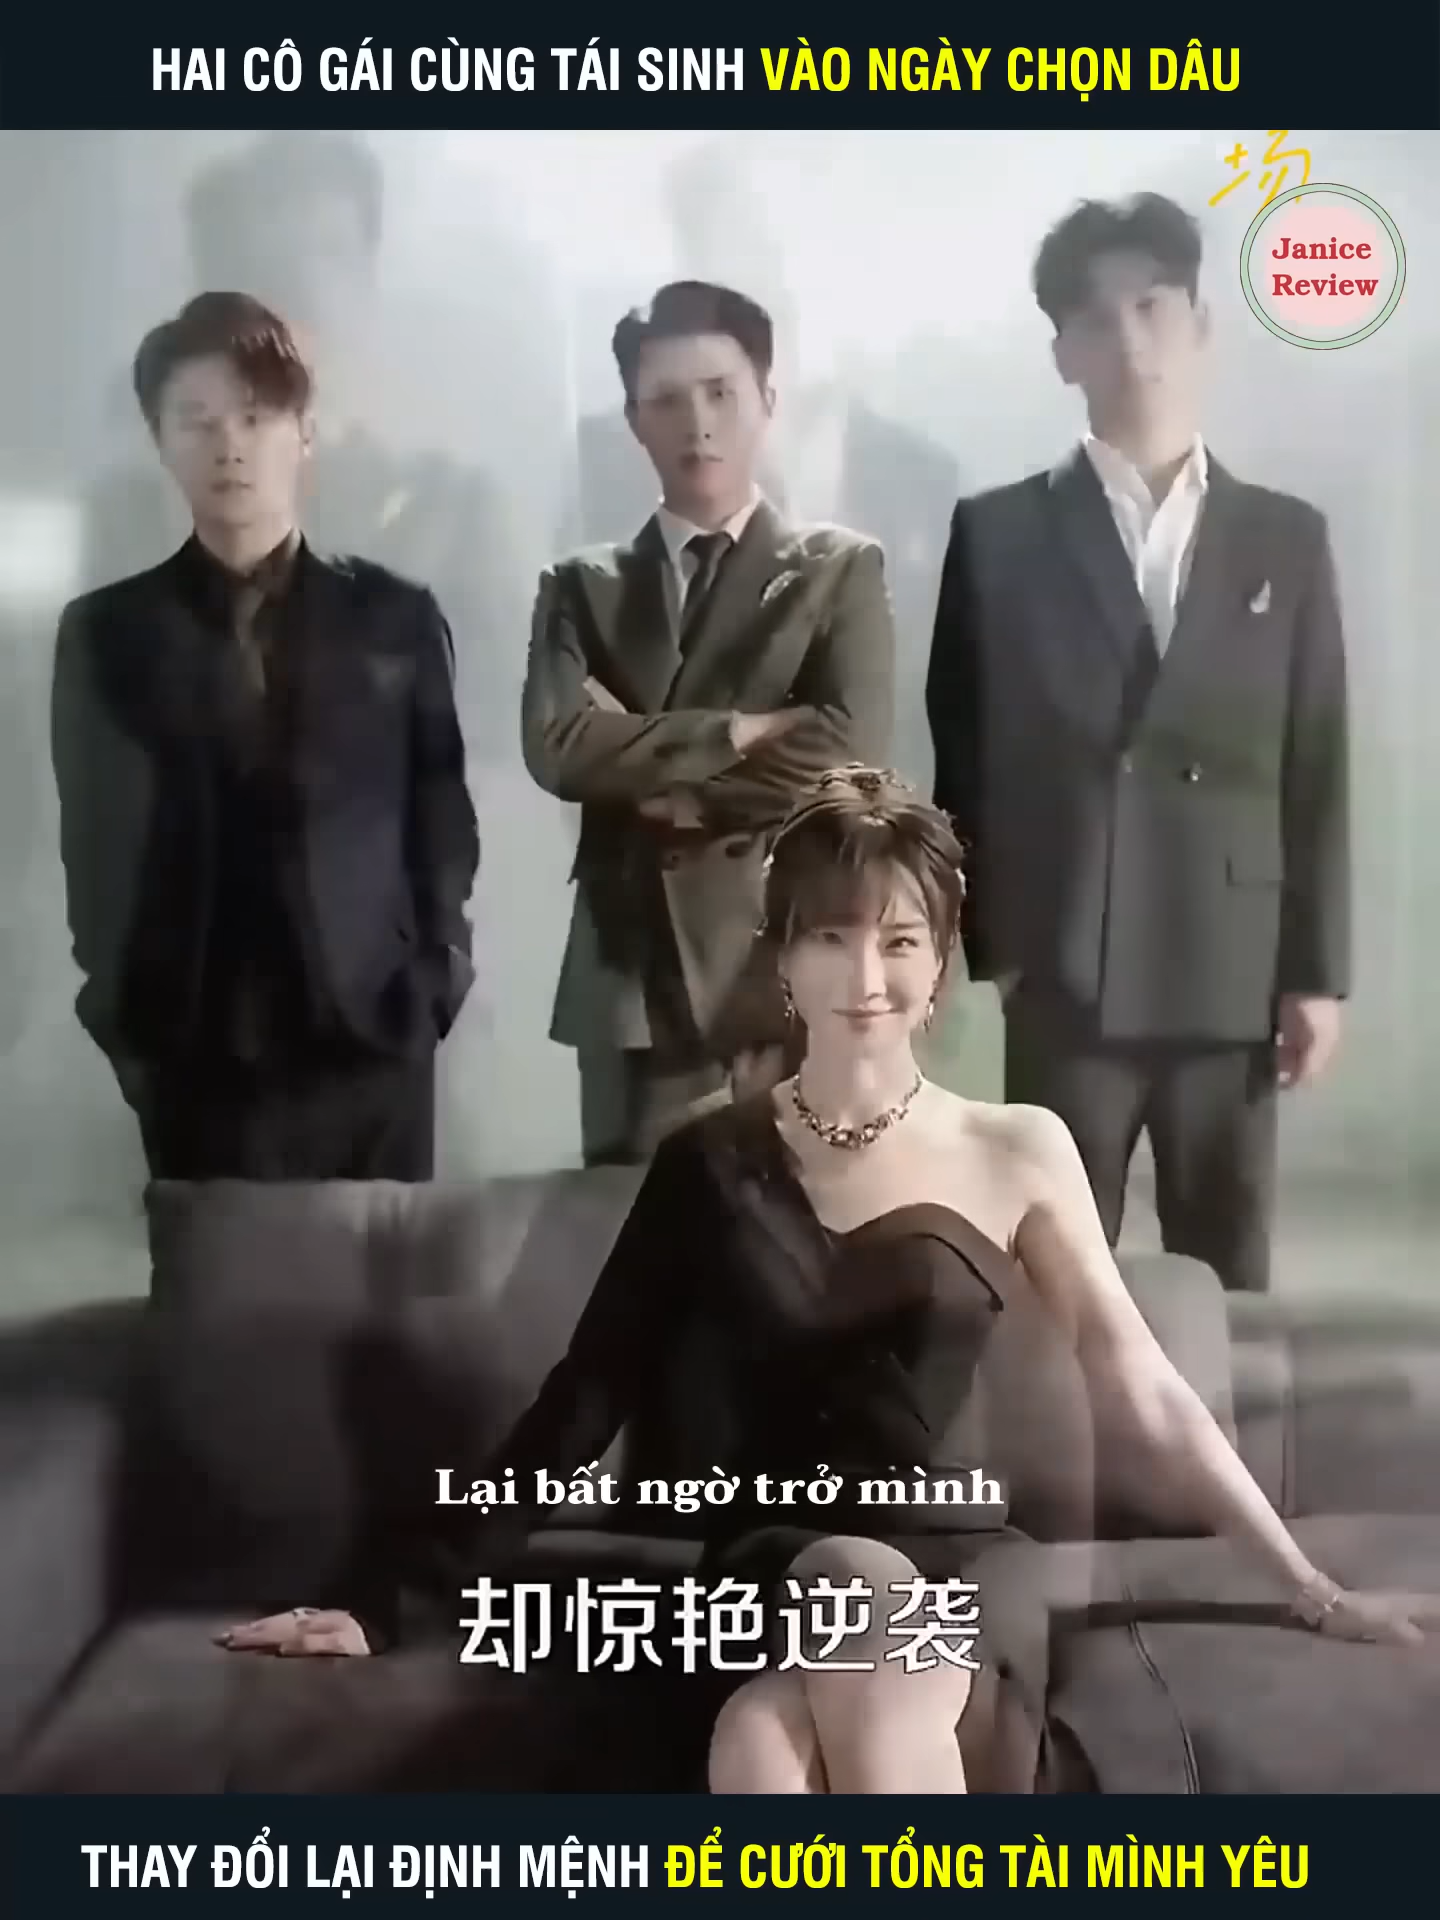 HAI CÔ GÁI CÙNG TÁI SINH VÀO NGÀY CHỌN DÂU
场
Janice
Review
Lại bất ngờ trở mình
却惊艳逆袭
THAY ĐỔI LẠI ĐỊNH MỆNH ĐỂ CƯỚI TỔNG TÀI MÌNH YÊU